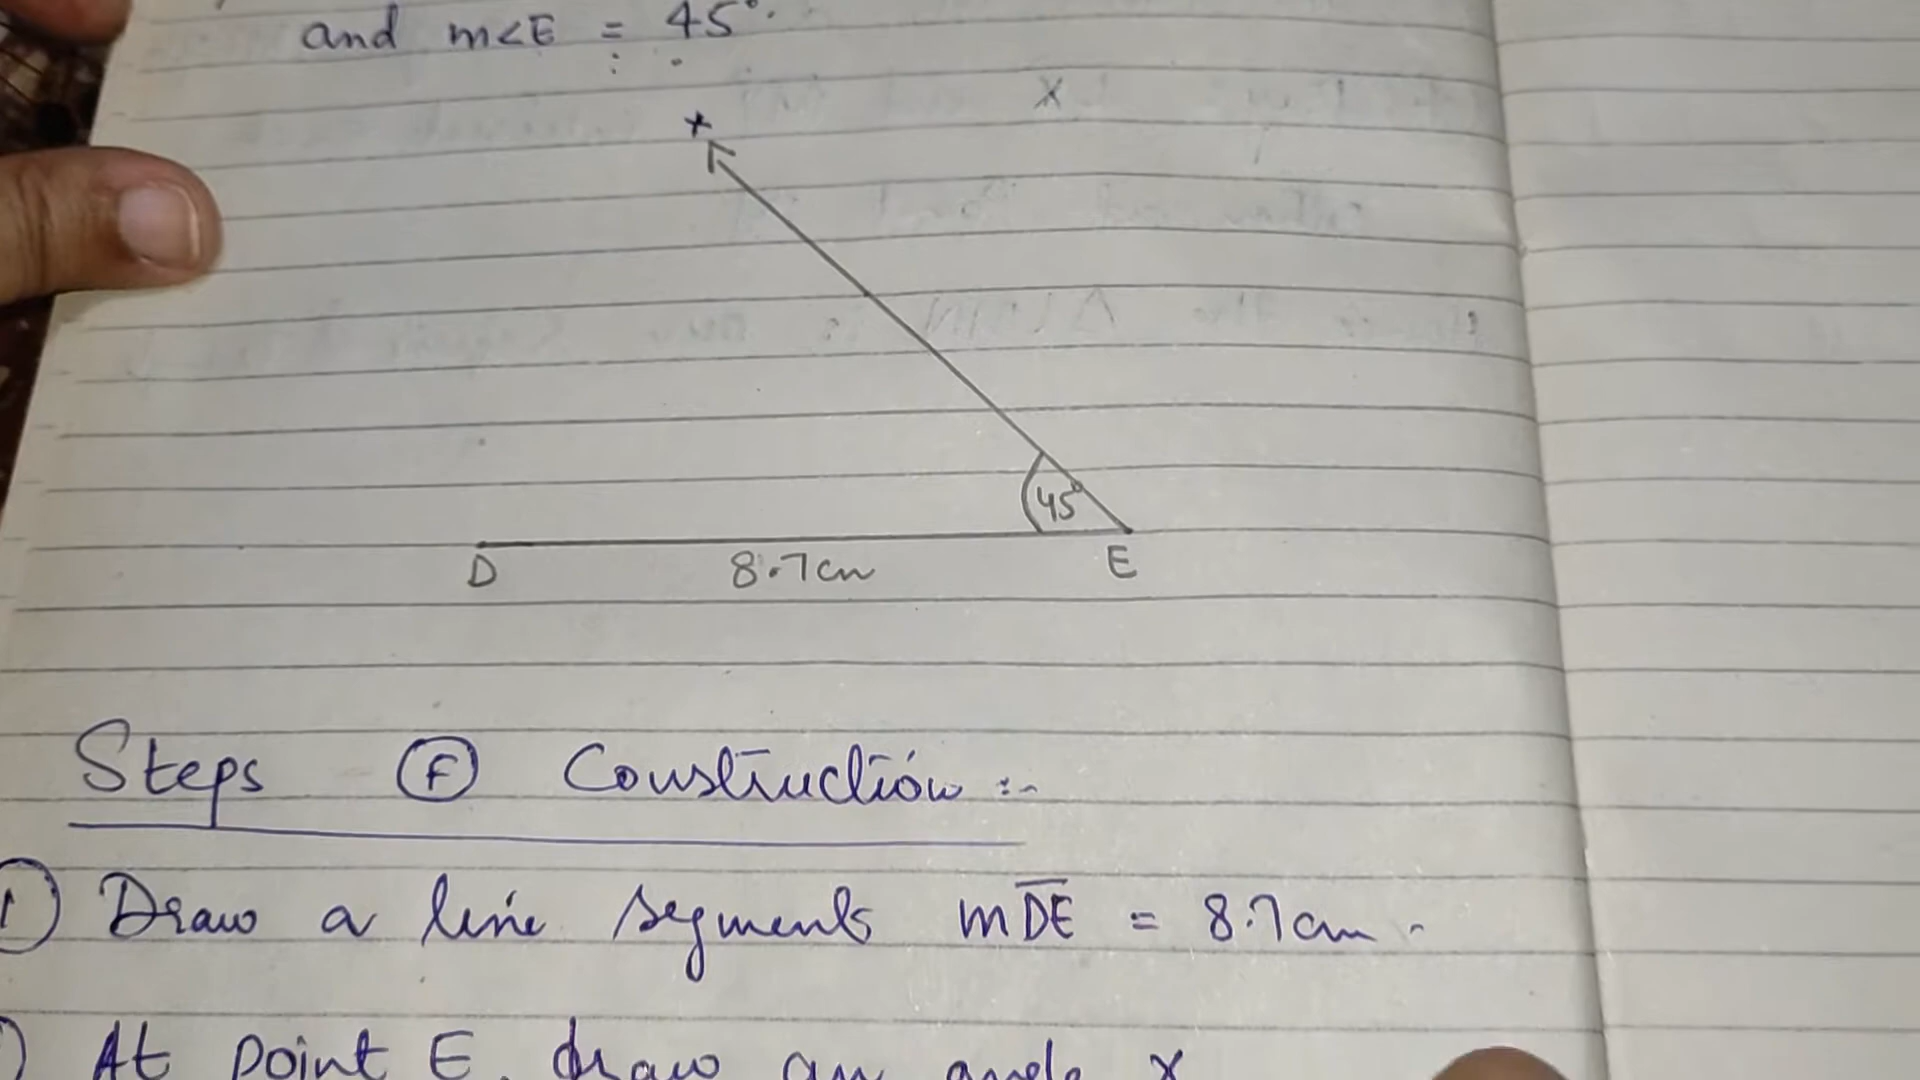 and m<E = 45°.
x
45°
D 8.7cm E
Steps F Construction :-
1 Draw a line segments mDE = 8.7cm.
At point E, draw an angle x